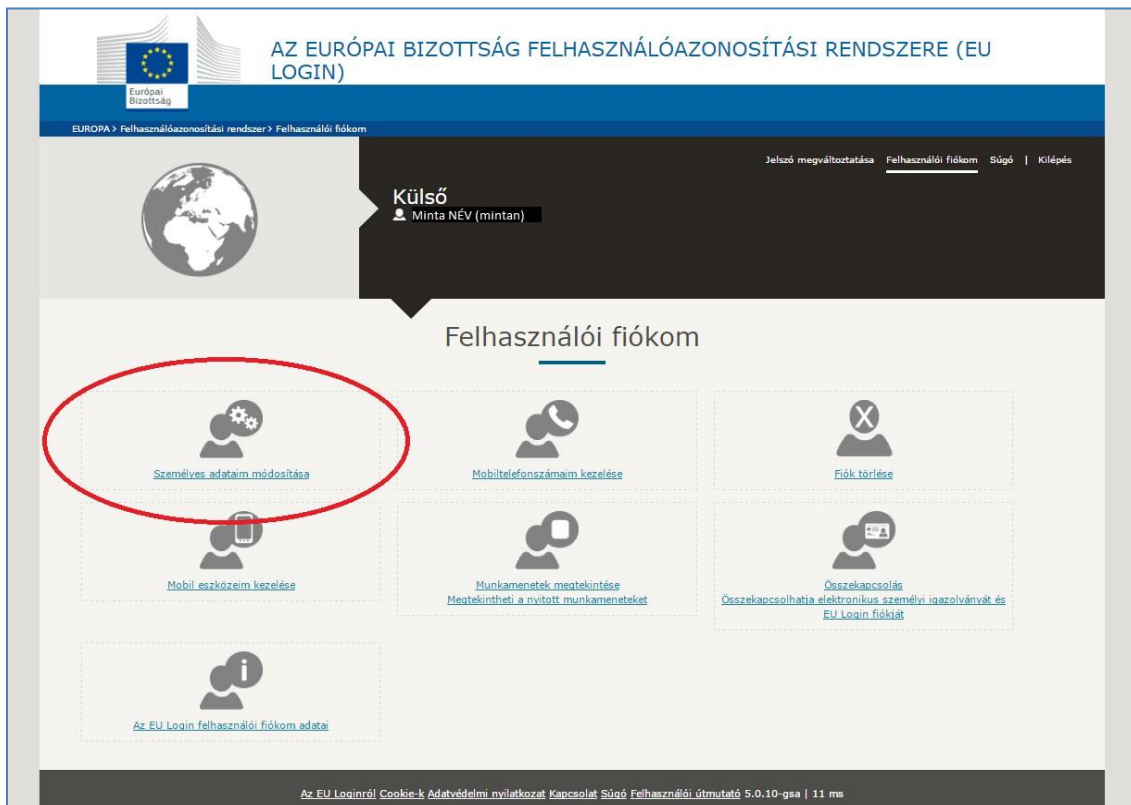 AZ EURÓPAI BIZOTTSÁG FELHASZNÁLÓAZONOSÍTÁSI RENDSZERE (EU
LOGIN)
Európai
Bizottság
EUROPA > Felhasználóazonosítási rendszer > Felhasználói fiókom
Jelszó megváltoztatása Felhasználói fiókom Súgó | Kilépés
Külső
Minta NÉV (mintan)
Felhasználói fiókom
Személyes adataim módosítása
Mobiltelefonszámaim kezelése
Fiók törlése
Mobil eszközeim kezelése
Munkamenetek megtekintése
Megtekintheti a nyitott munkameneteket
Összekapcsolás
Összekapcsolhatja elektronikus személyi igazolványát és
EU Login fiókját
Az EU Login felhasználói fiókom adatai
Az EU Loginról Cookie-k Adatvédelmi nyilatkozat Kapcsolat Súgó Felhasználói útmutató 5.0.10-gsa | 11 ms